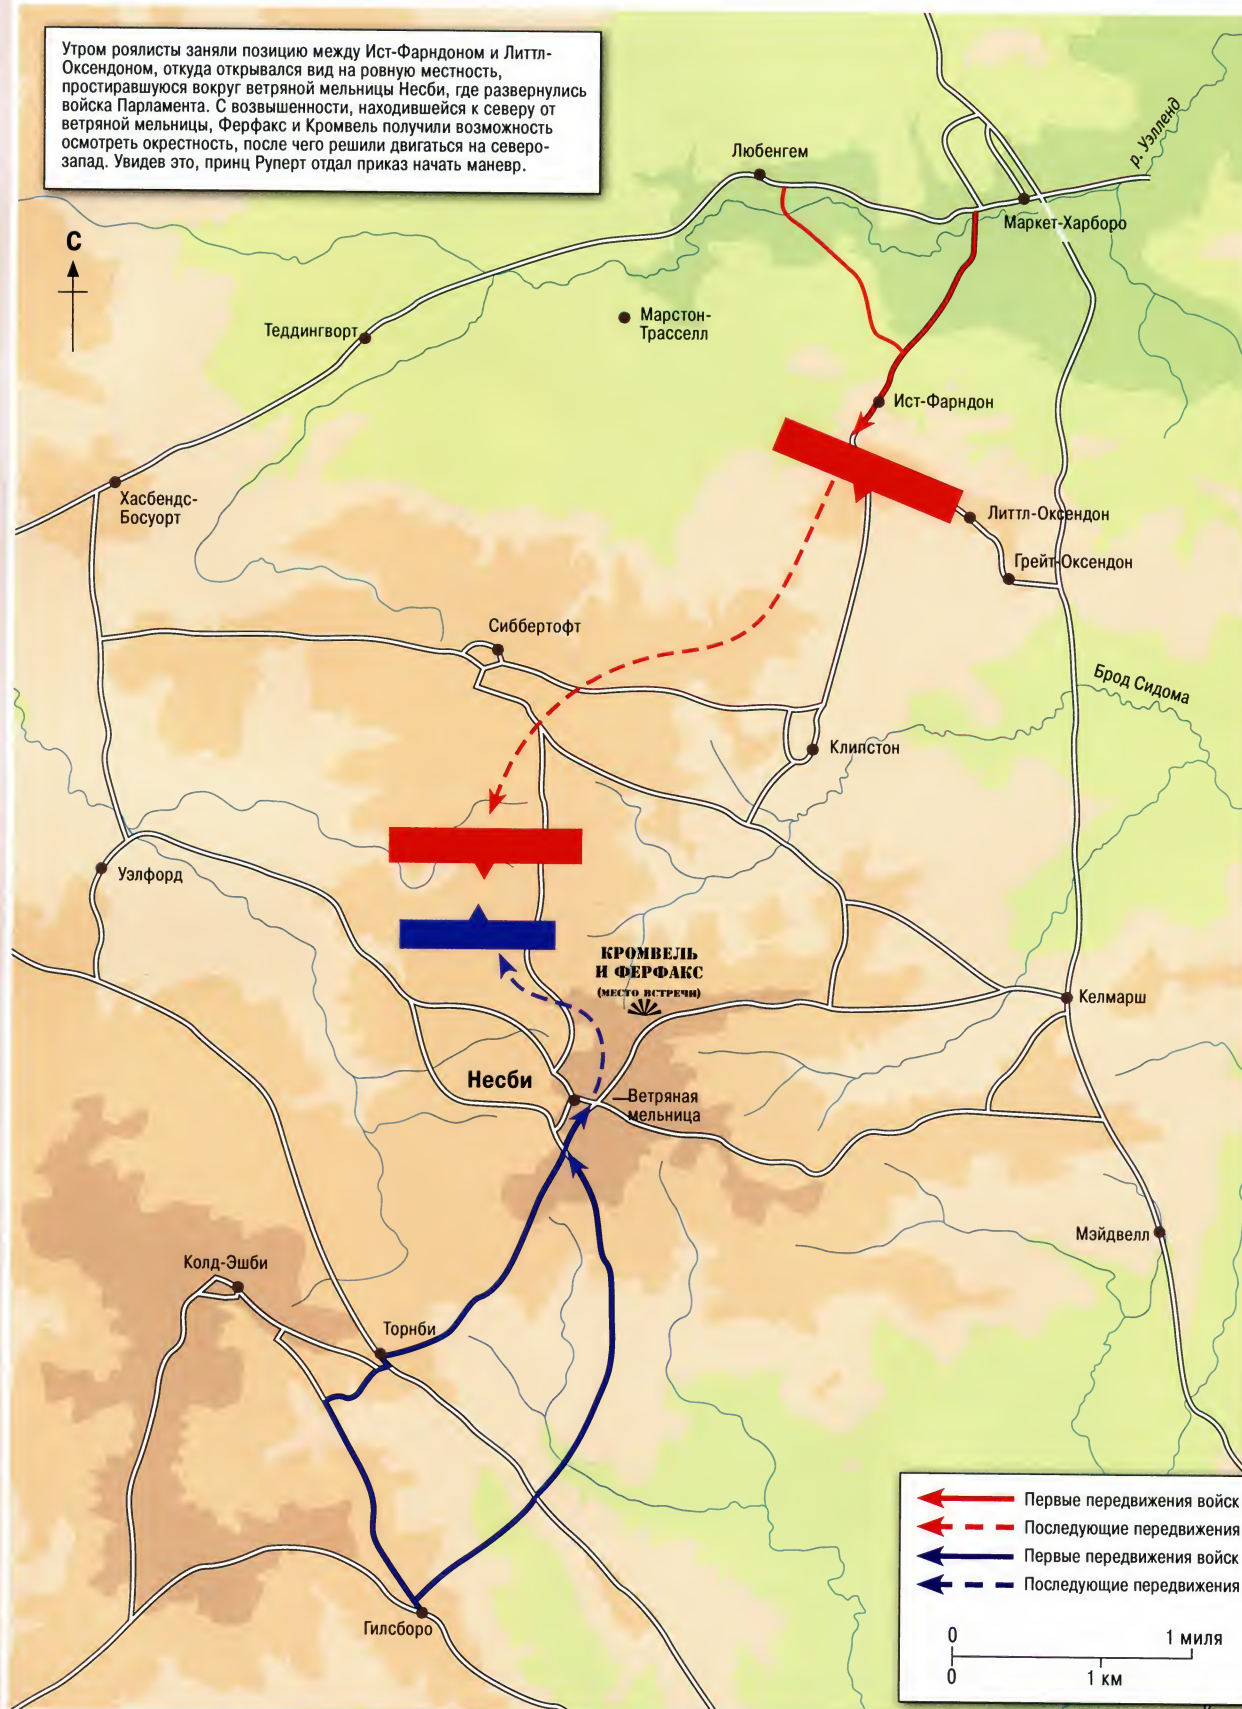 Утром роялисты заняли позицию между Ист-Фарндоном и Литтл-
Оксендоном, откуда открывался вид на ровную местность,
простиравшуюся вокруг ветряной мельницы Несби, где развернулись
войска Парламента. С возвышенности, находившейся к северу от
ветряной мельницы, Ферфакс и Кромвель получили возможность
осмотреть окрестность, после чего решили двигаться на северо-
запад. Увидев это, принц Руперт отдал приказ начать маневр.
р. Уэлленд
Любенгем
Маркет-Харборо
С
Марстон-
Трасселл
Теддингворт
Ист-Фарндон
Хасбендс-
Босуорт
Литтл-Оксендон
Грейт-Оксендон
Сиббертофт
Брод Сидома
Клипстон
Уэлфорд
КРОМВЕЛЬ
И ФЕРФАКС
(МЕСТО ВСТРЕЧИ)
Келмарш
Несби
Ветряная
мельница
Мэйдвелл
Колд-Эшби
Торнби
Гилсборо
Первые передвижения войск
Последующие передвижения
Первые передвижения войск
Последующие передвижения
0 1 миля
0 1 км